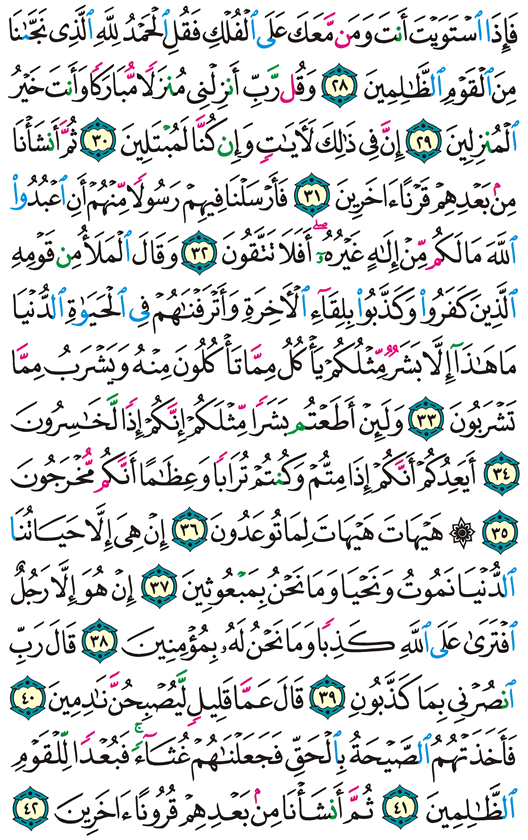 فَإِذَا ٱسْتَوَيْتَ أَنتَ وَمَن مَّعَكَ عَلَى ٱلْفُلْكِ فَقُلِ ٱلْحَمْدُ لِلَّهِ ٱلَّذِى نَجَّىٰنَا
مِنَ ٱلْقَوْمِ ٱلظَّٰلِمِينَ ٢٨ وَقُل رَّبِّ أَنزِلْنِى مُنزَلًا مُّبَارَكًا وَأَنتَ خَيْرُ
ٱلْمُنزِلِينَ ٢٩ إِنَّ فِى ذَٰلِكَ لَءَايَٰتٍ وَإِن كُنَّا لَمُبْتَلِينَ ٣٠ ثُمَّ أَنشَأْنَا
مِنۢ بَعْدِهِمْ قَرْنًا ءَاخَرِينَ ٣١ فَأَرْسَلْنَا فِيهِمْ رَسُولًا مِّنْهُمْ أَنِ ٱعْبُدُوا۟
ٱللَّهَ مَا لَكُم مِّنْ إِلَٰهٍ غَيْرُهُۥٓ ۖ أَفَلَا تَتَّقُونَ ٣٢ وَقَالَ ٱلْمَلَأُ مِن قَوْمِهِ
ٱلَّذِينَ كَفَرُوا۟ وَكَذَّبُوا۟ بِلِقَآءِ ٱلْءَاخِرَةِ وَأَتْرَفْنَٰهُمْ فِى ٱلْحَيَوٰةِ ٱلدُّنْيَا
مَا هَٰذَآ إِلَّا بَشَرٌ مِّثْلُكُمْ يَأْكُلُ مِمَّا تَأْكُلُونَ مِنْهُ وَيَشْرَبُ مِمَّا
تَشْرَبُونَ ٣٣ وَلَئِنْ أَطَعْتُم بَشَرًا مِّثْلَكُمْ إِنَّكُمْ إِذًا لَّخَٰسِرُونَ
٣٤ أَيَعِدُكُمْ أَنَّكُمْ إِذَا مِتُّمْ وَكُنتُمْ تُرَابًا وَعِظَٰمًا أَنَّكُم مُّخْرَجُونَ
٣٥ ۞ هَيْهَاتَ هَيْهَاتَ لِمَا تُوعَدُونَ ٣٦ إِنْ هِىَ إِلَّا حَيَاتُنَا
ٱلدُّنْيَا نَمُوتُ وَنَحْيَا وَمَا نَحْنُ بِمَبْعُوثِينَ ٣٧ إِنْ هُوَ إِلَّا رَجُلٌ
ٱفْتَرَىٰ عَلَى ٱللَّهِ كَذِبًا وَمَا نَحْنُ لَهُۥ بِمُؤْمِنِينَ ٣٨ قَالَ رَبِّ
ٱنصُرْنِى بِمَا كَذَّبُونِ ٣٩ قَالَ عَمَّا قَلِيلٍ لَّيُصْبِحُنَّ نَٰدِمِينَ ٤٠
فَأَخَذَتْهُمُ ٱلصَّيْحَةُ بِٱلْحَقِّ فَجَعَلْنَٰهُمْ غُثَآءً ۚ فَبُعْدًا لِّلْقَوْمِ
ٱلظَّٰلِمِينَ ٤١ ثُمَّ أَنشَأْنَا مِنۢ بَعْدِهِمْ قُرُونًا ءَاخَرِينَ ٤٢